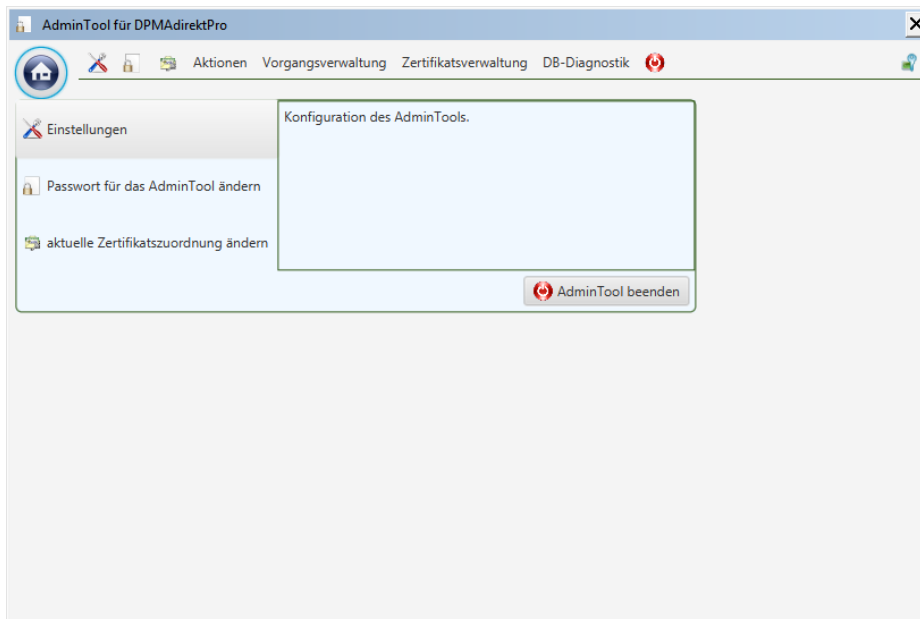 AdminTool für DPMAdirektPro
Aktionen Vorgangsverwaltung Zertifikatsverwaltung DB-Diagnostik
Einstellungen
Konfiguration des AdminTools.
Passwort für das AdminTool ändern
aktuelle Zertifikatszuordnung ändern
AdminTool beenden